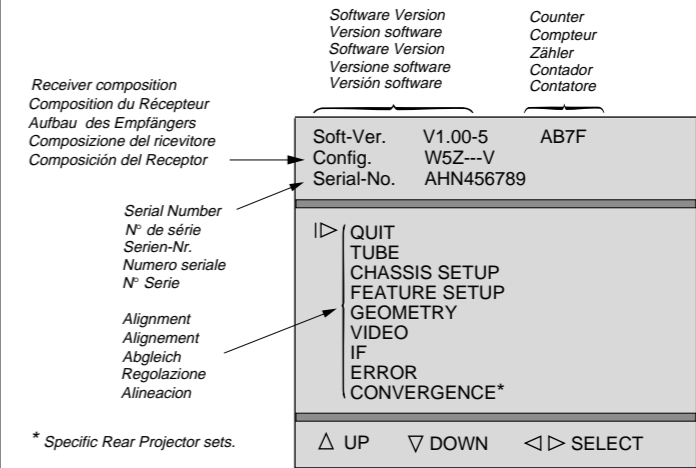 Software Version
Version software
Software Version
Versione software
Versión software
Counter
Compteur
Zähler
Contador
Contatore
Receiver composition
Composition du Récepteur
Aufbau des Empfängers
Composizione del ricevitore
Composición del Receptor
Soft-Ver. V1.00-5 AB7F
Config. W5Z---V
Serial-No. AHN456789
Serial Number
N° de série
Serien-Nr.
Numero seriale
N° Serie
QUIT
TUBE
CHASSIS SETUP
FEATURE SETUP
GEOMETRY
VIDEO
IF
ERROR
CONVERGENCE*
Alignment
Alignement
Abgleich
Regolazione
Alineacion
* Specific Rear Projector sets.
△ UP ▽ DOWN ◁ ▷ SELECT